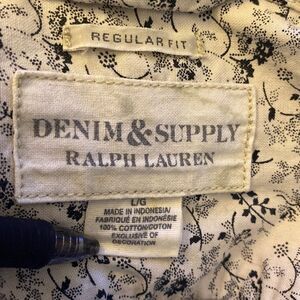 REGULAR FIT
DENIM & SUPPLY
RALPH LAUREN
L/G
MADE IN INDONESIA/
FABRIQUÉ EN INDONÉSIE
100% COTTON/COTON
EXCLUSIVE OF
DECORATION